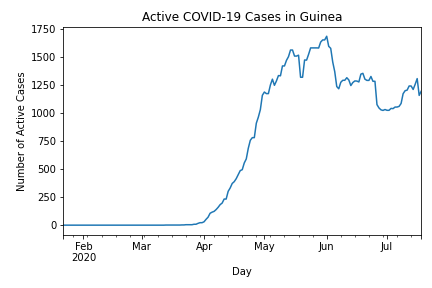 Active COVID-19 Cases in Guinea
Number of Active Cases
1750
1500
1250
1000
750
500
250
0
Feb
2020
Mar
Apr
May
Jun
Jul
Day